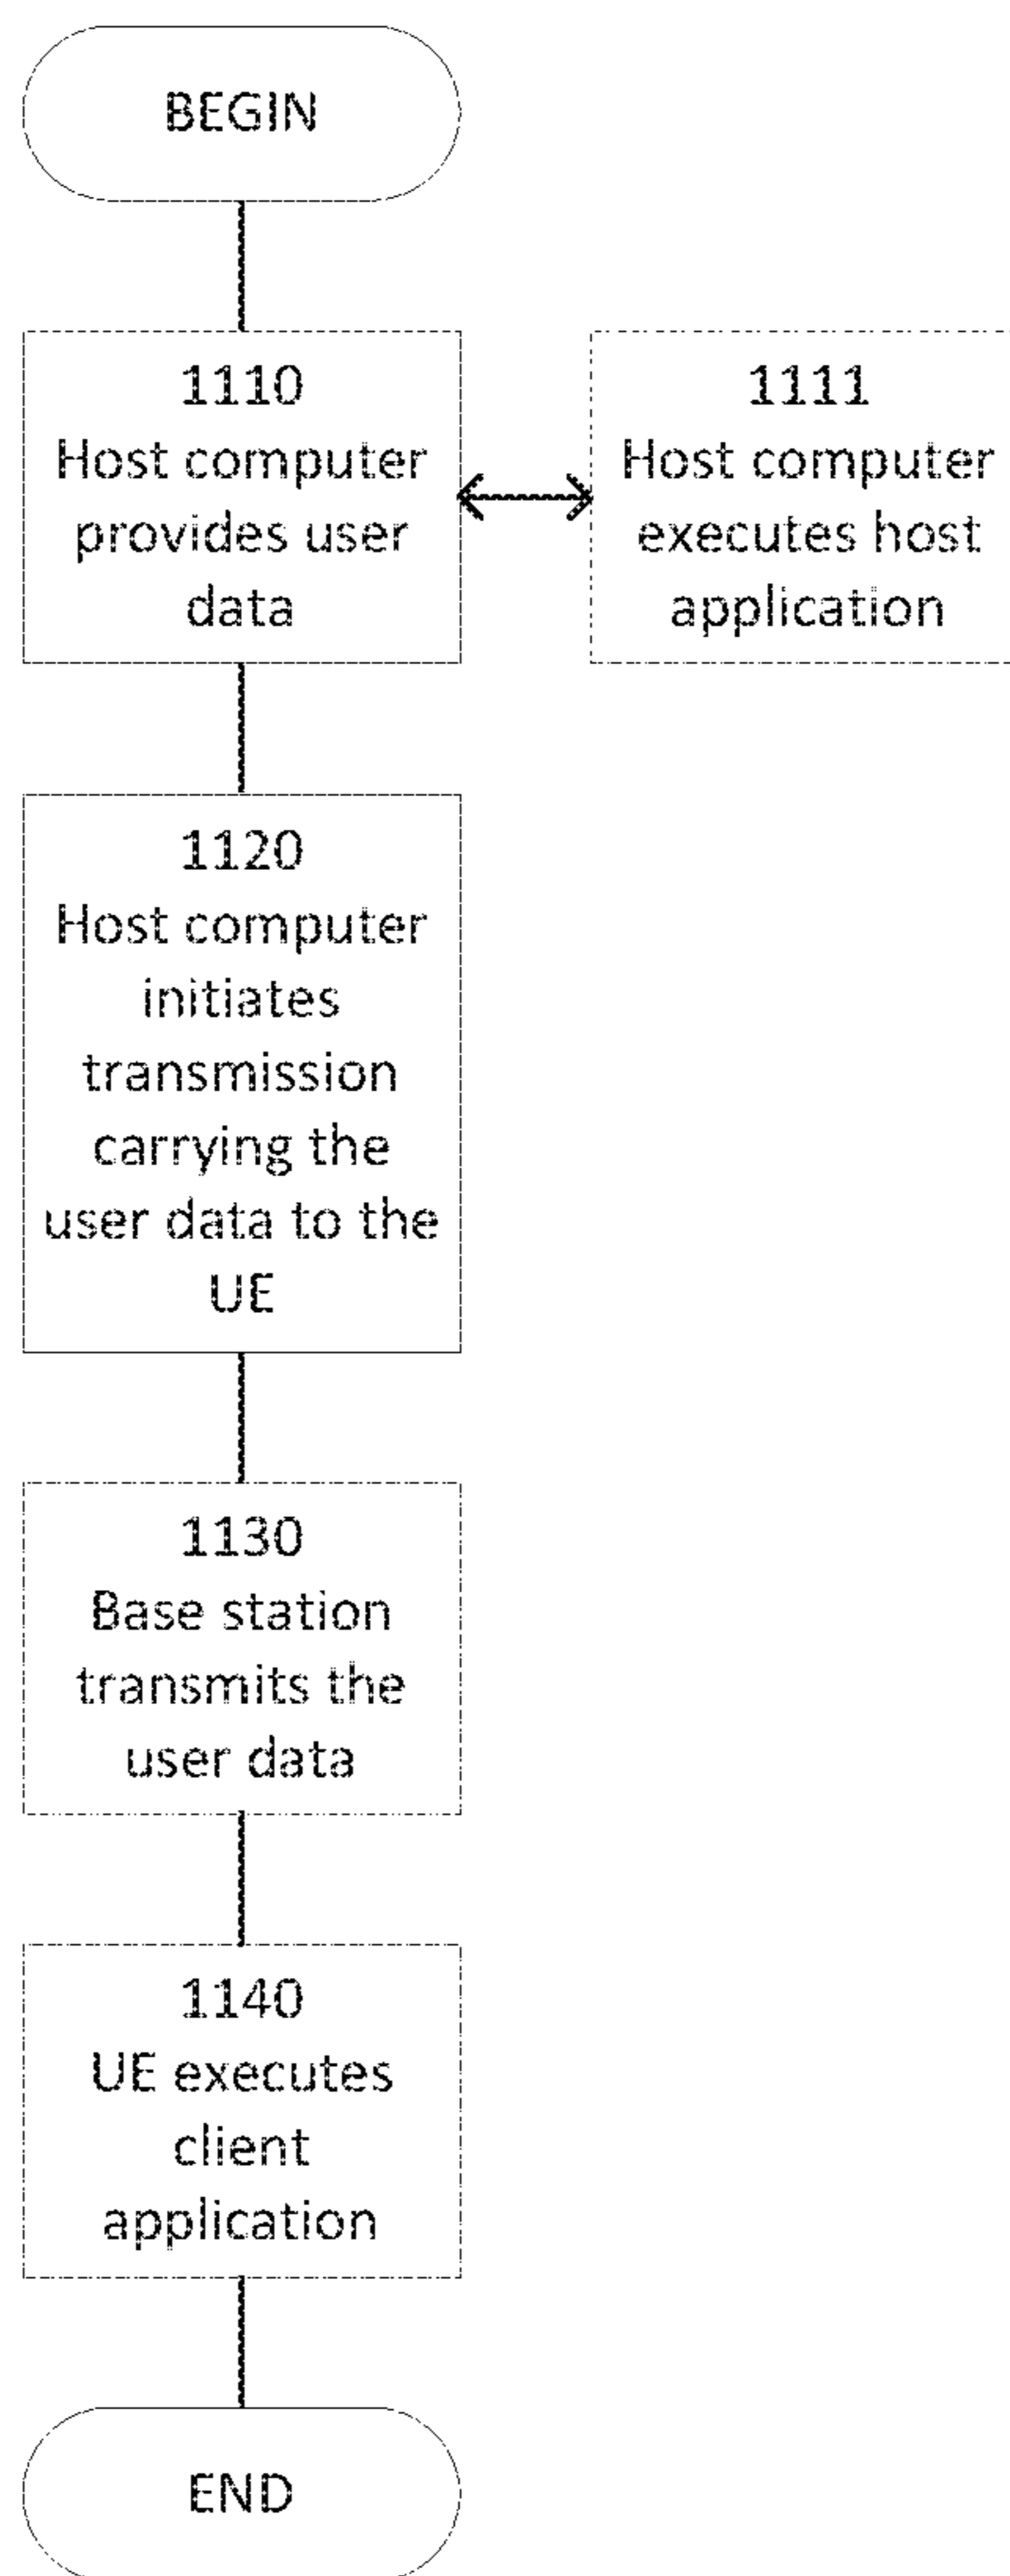 BEGIN
1110
Host computer
provides user
data
1111
Host computer
executes host
application
1120
Host computer
initiates
transmission
carrying the
user data to the
UE
1130
Base station
transmits the
user data
1140
UE executes
client
application
END